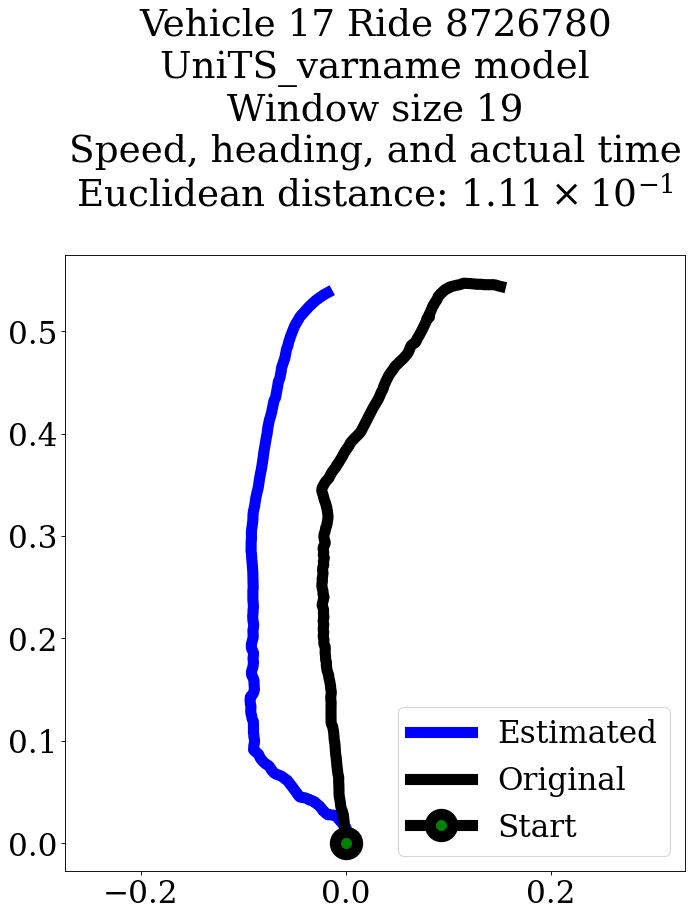 Vehicle 17 Ride 8726780
UniTS_varname model
Window size 19
Speed, heading, and actual time
Euclidean distance: 1.11 × 10⁻¹
0.5
0.4
0.3
0.2
0.1
0.0
Estimated
Original
Start
−0.2 0.0 0.2